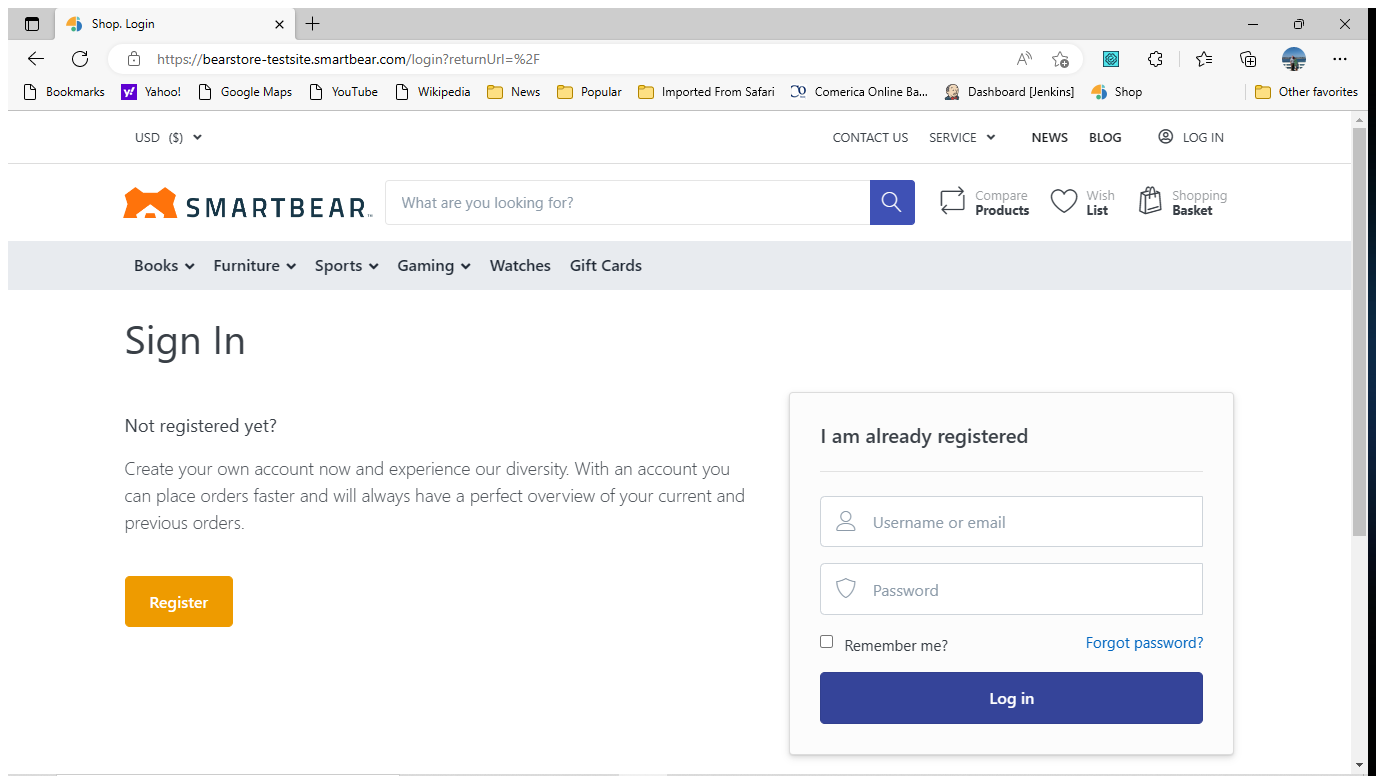 Shop. Login
https://bearstore-testsite.smartbear.com/login?returnUrl=%2F
Bookmarks Yahoo! Google Maps YouTube Wikipedia News Popular Imported From Safari Comerica Online Ba... Dashboard [Jenkins] Shop Other favorites
USD ($) CONTACT US SERVICE NEWS BLOG LOG IN
SMARTBEAR What are you looking for? Compare Products Wish List Shopping Basket
Books Furniture Sports Gaming Watches Gift Cards
Sign In
Not registered yet?
Create your own account now and experience our diversity. With an account you
can place orders faster and will always have a perfect overview of your current and
previous orders.
Register
I am already registered
Username or email
Password
Remember me? Forgot password?
Log in